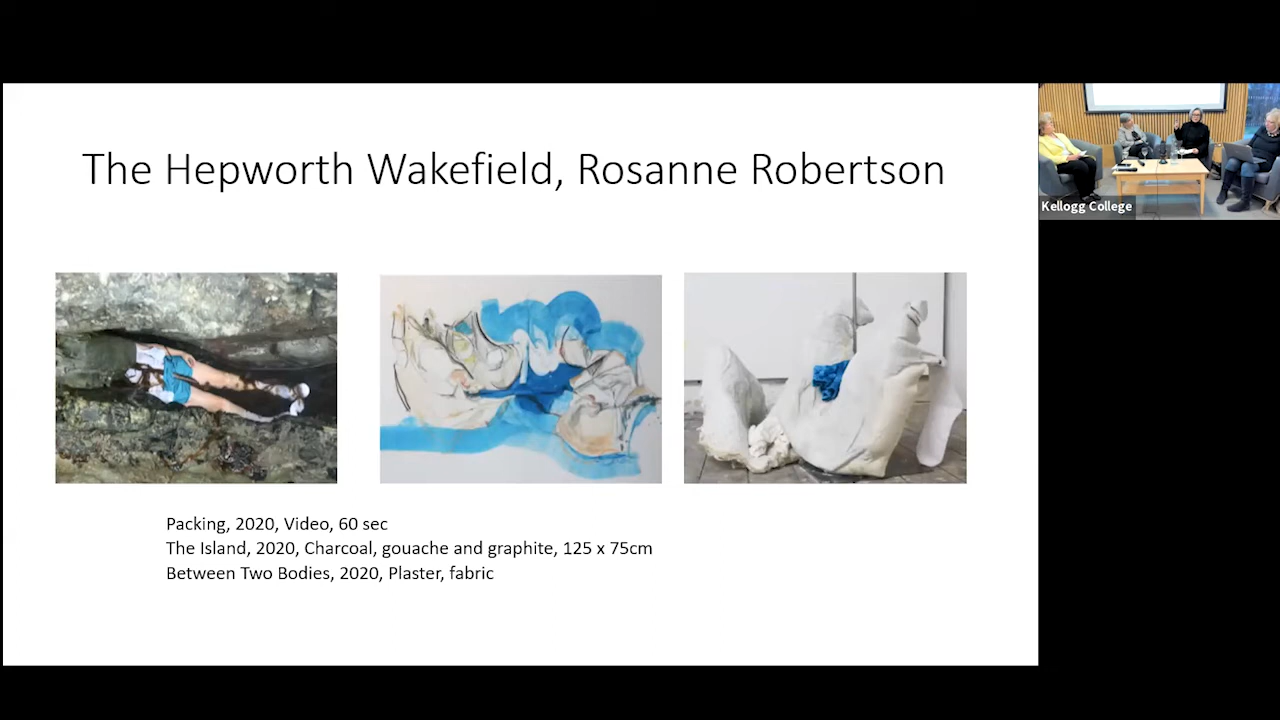 The Hepworth Wakefield, Rosanne Robertson
Kellogg College
Packing, 2020, Video, 60 sec
The Island, 2020, Charcoal, gouache and graphite, 125 x 75cm
Between Two Bodies, 2020, Plaster, fabric